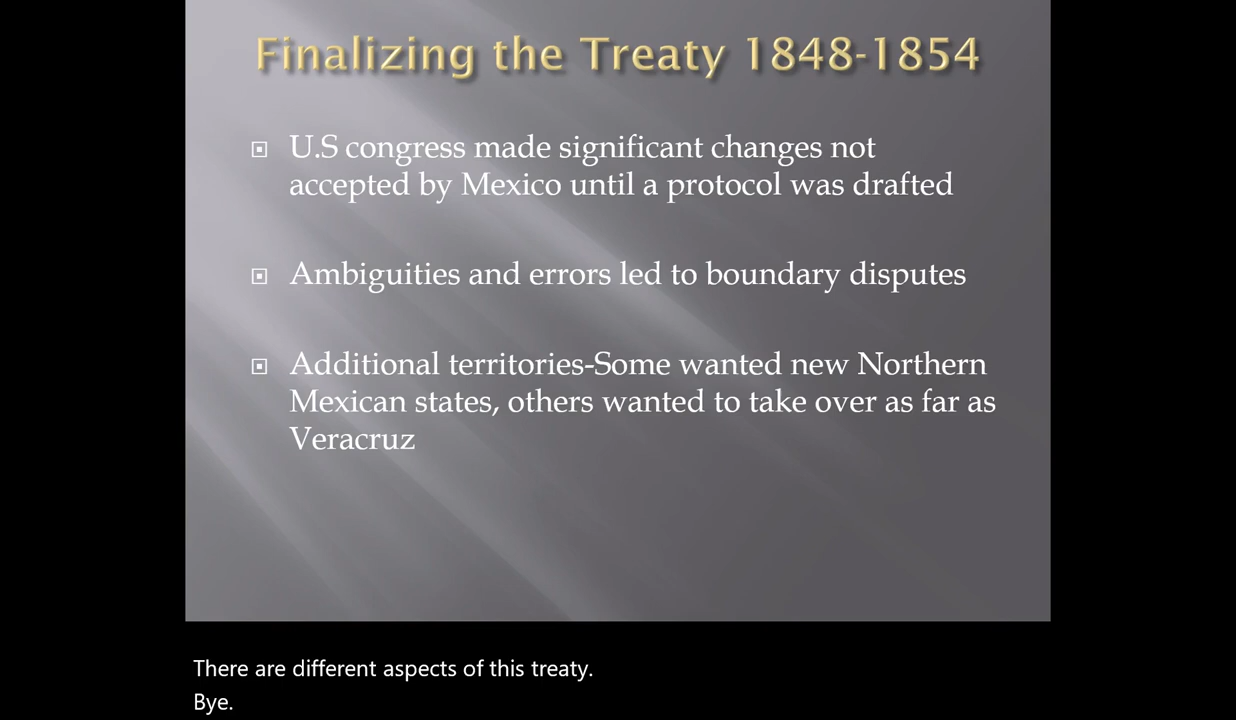 Finalizing the Treaty 1848-1854
U.S congress made significant changes not
accepted by Mexico until a protocol was drafted
Ambiguities and errors led to boundary disputes
Additional territories-Some wanted new Northern
Mexican states, others wanted to take over as far as
Veracruz
There are different aspects of this treaty.
Bye.